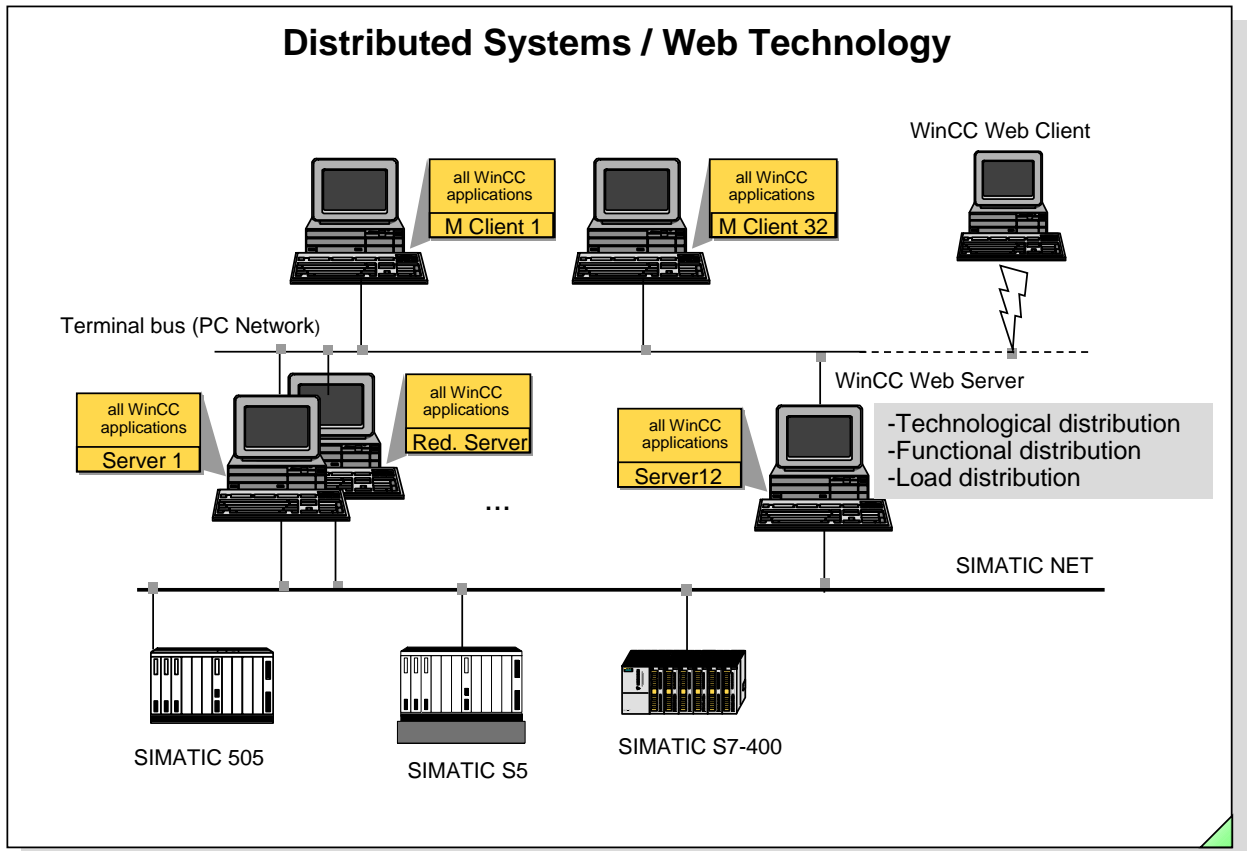 Distributed Systems / Web Technology
WinCC Web Client
all WinCC
applications
M Client 1
all WinCC
applications
M Client 32
Terminal bus (PC Network)
WinCC Web Server
all WinCC
applications
Server 1
all WinCC
applications
Red. Server
all WinCC
applications
Server12
-Technological distribution
-Functional distribution
-Load distribution
...
SIMATIC NET
SIMATIC 505
SIMATIC S5
SIMATIC S7-400